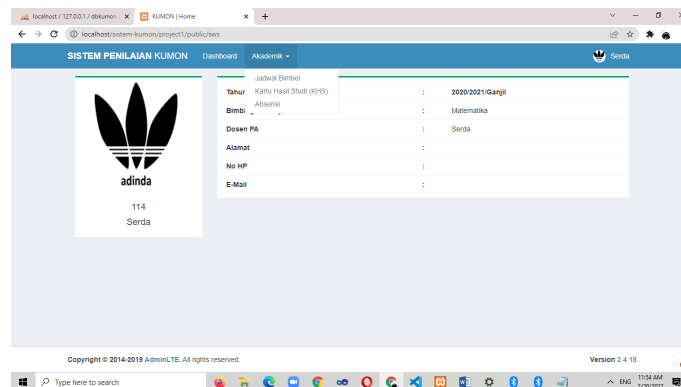 localhost / 127.0.0.1 / dbkumon |
KUMON | Home
localhost/sistem-kumon/project1/public/sws
SISTEM PENILAIAN KUMON Dashboard Akademik Serda
Jadwal Bimbel
Kartu Hasil Studi (KHS)
Absensi
: 2020/2021/Ganjil
: Matematika
Dosen PA : Serda
Alamat :
No HP :
E-Mail :
adinda
114
Serda
Copyright © 2014-2019 AdminLTE. All rights reserved. Version 2.4.18
Type here to search
ENG 11:54 AM